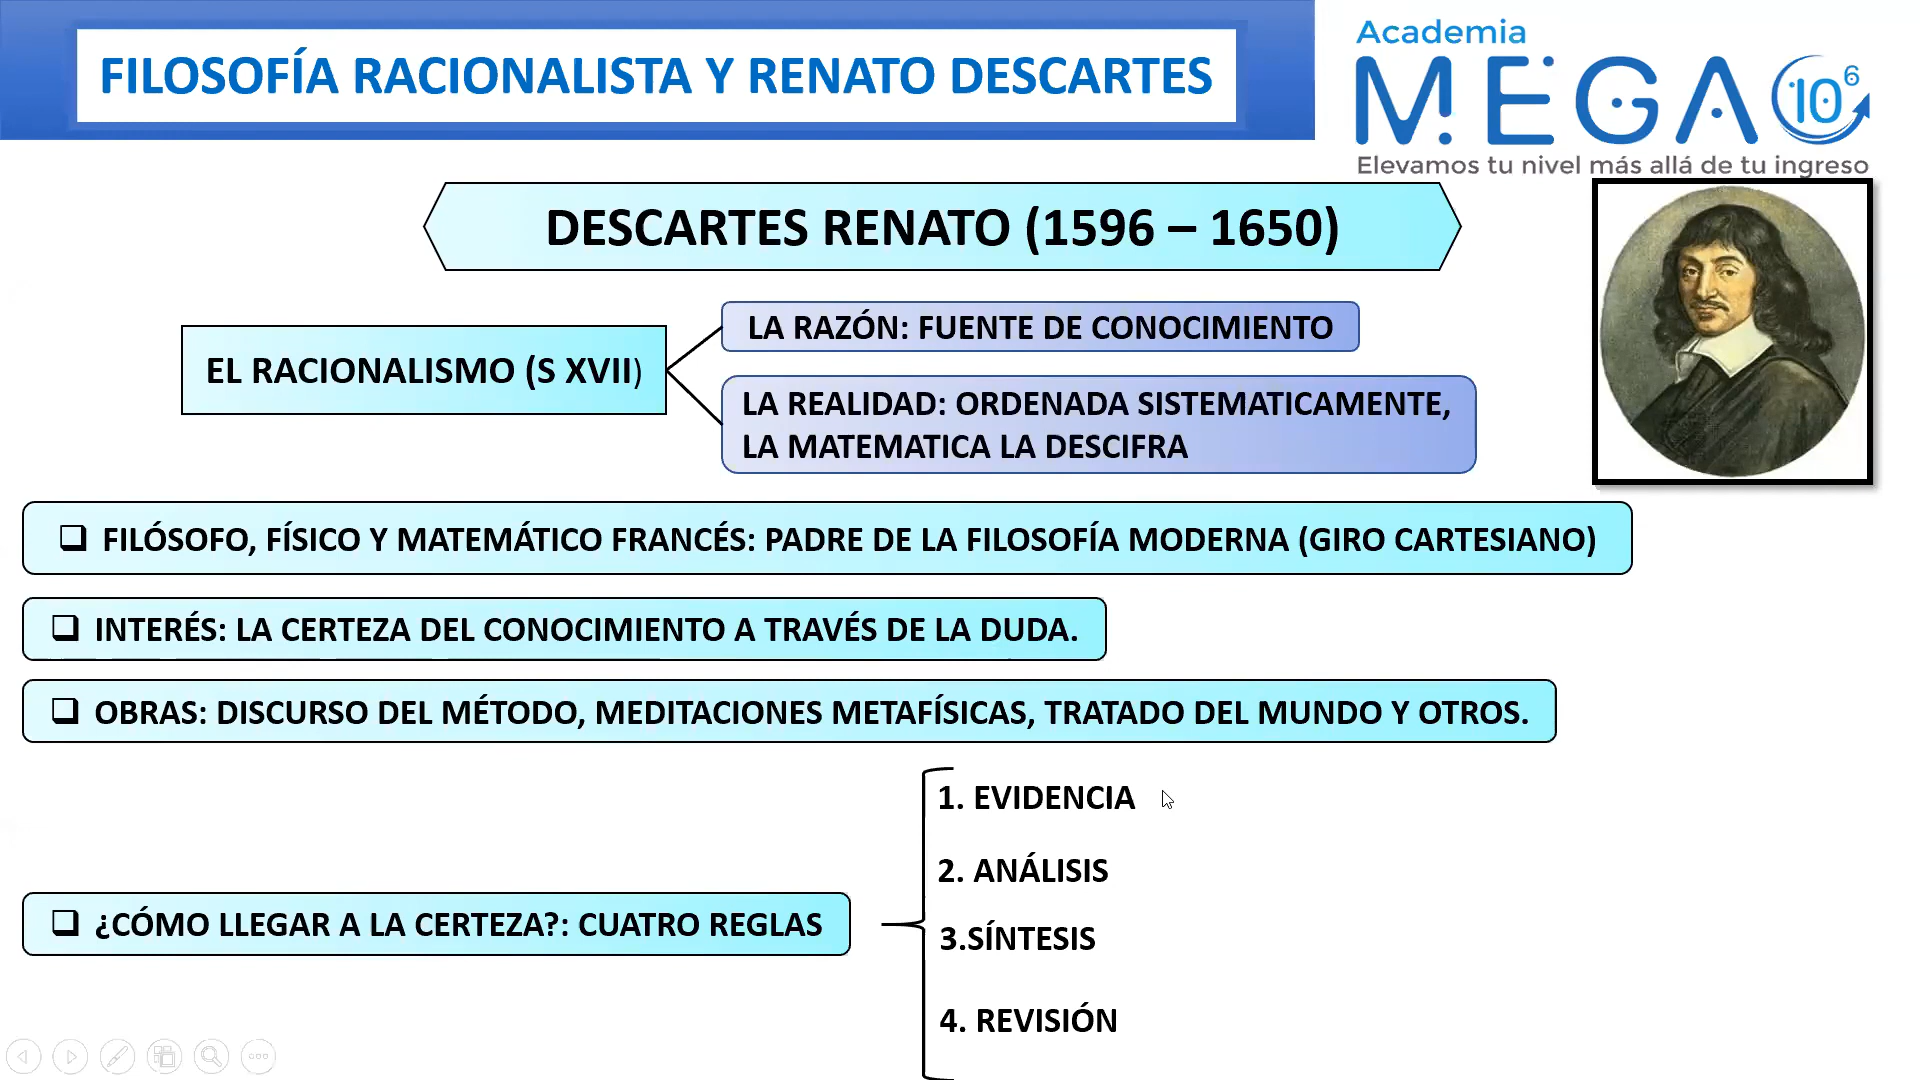 FILOSOFÍA RACIONALISTA Y RENATO DESCARTES
Academia
MEGA 10⁶
Elevamos tu nivel más allá de tu ingreso
DESCARTES RENATO (1596 – 1650)
EL RACIONALISMO (S XVII)
LA RAZÓN: FUENTE DE CONOCIMIENTO
LA REALIDAD: ORDENADA SISTEMATICAMENTE,
LA MATEMATICA LA DESCIFRA
❑ FILÓSOFO, FÍSICO Y MATEMÁTICO FRANCÉS: PADRE DE LA FILOSOFÍA MODERNA (GIRO CARTESIANO)
❑ INTERÉS: LA CERTEZA DEL CONOCIMIENTO A TRAVÉS DE LA DUDA.
❑ OBRAS: DISCURSO DEL MÉTODO, MEDITACIONES METAFÍSICAS, TRATADO DEL MUNDO Y OTROS.
❑ ¿CÓMO LLEGAR A LA CERTEZA?: CUATRO REGLAS
1. EVIDENCIA
2. ANÁLISIS
3.SÍNTESIS
4. REVISIÓN